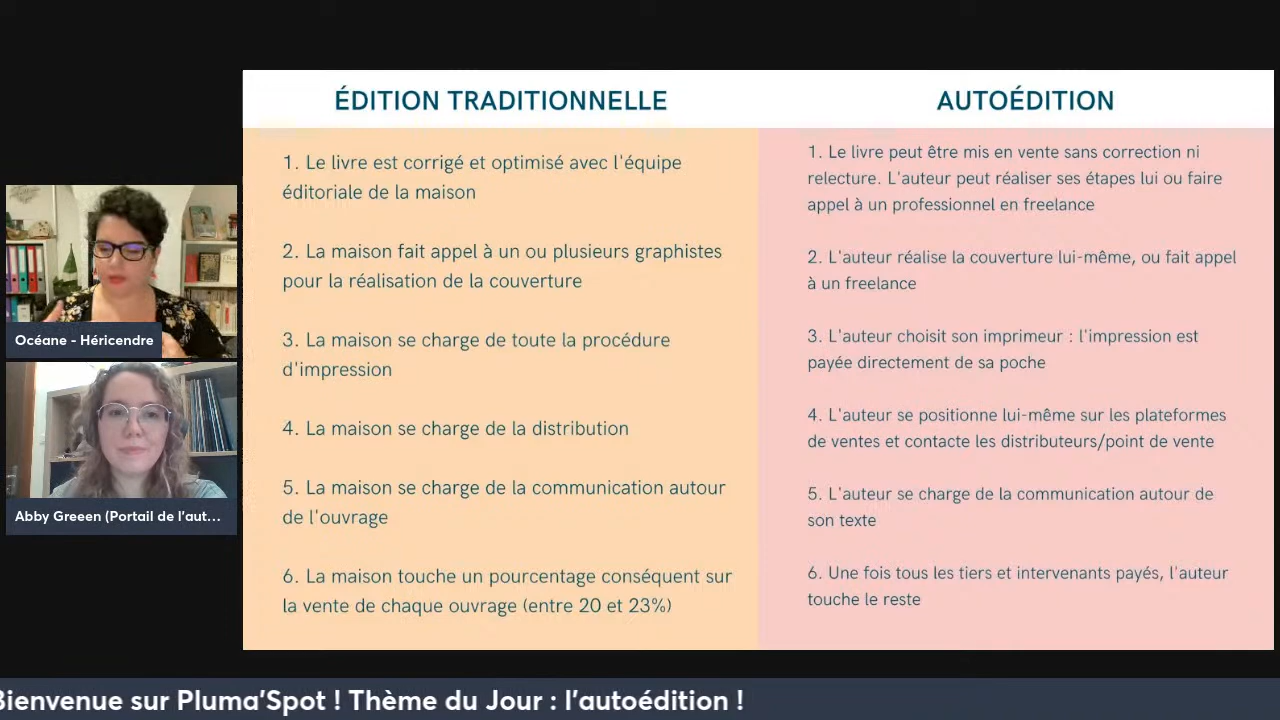 ÉDITION TRADITIONNELLE
1. Le livre est corrigé et optimisé avec l'équipe
éditoriale de la maison
2. La maison fait appel à un ou plusieurs graphistes
pour la réalisation de la couverture
3. La maison se charge de toute la procédure
d'impression
4. La maison se charge de la distribution
5. La maison se charge de la communication autour
de l'ouvrage
6. La maison touche un pourcentage conséquent sur
la vente de chaque ouvrage (entre 20 et 23%)
AUTOÉDITION
1. Le livre peut être mis en vente sans correction ni
relecture. L'auteur peut réaliser ses étapes lui ou faire
appel à un professionnel en freelance
2. L'auteur réalise la couverture lui-même, ou fait appel
à un freelance
3. L'auteur choisit son imprimeur : l'impression est
payée directement de sa poche
4. L'auteur se positionne lui-même sur les plateformes
de ventes et contacte les distributeurs/point de vente
5. L'auteur se charge de la communication autour de
son texte
6. Une fois tous les tiers et intervenants payés, l'auteur
touche le reste
Océane - Héricendre
Abby Greeen (Portail de l'aut...
Bienvenue sur Pluma'Spot ! Thème du Jour : l'autoédition !